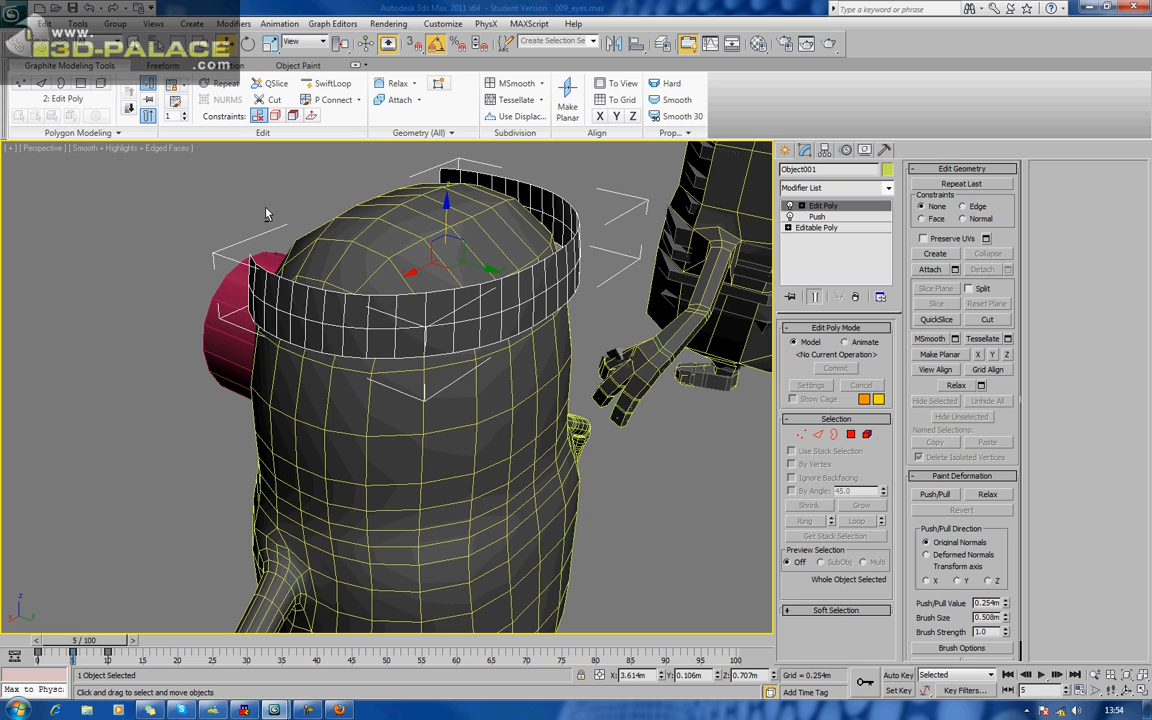 Autodesk 3ds Max 2011 x64 - Student Version
009_eyes.max
Type a keyword or phrase
Edit Tools Group Views Create Modifiers Animation Graph Editors Rendering Customize PhysX MAXScript Help
www.
3D-PALACE
.com
View
Create Selection Se
Graphite Modeling Tools Freeform Object Paint
2: Edit Poly
Repeat QSlice SwiftLoop
NURMS Cut P Connect
1 Constraints:
Relax
Attach
MSmooth
Tessellate
Use Displac...
Make
Planar
To View
To Grid
X Y Z
Hard
Smooth
Smooth 30
Polygon Modeling Edit Geometry (All) Subdivision Align Prop...
[ + ] [ Perspective ] [ Smooth + Highlights + Edged Faces ]
Object001
Modifier List
Edit Poly
Push
Editable Poly
Edit Poly Mode
Model Animate
<No Current Operation>
Commit
Settings Cancel
Show Cage
Selection
Use Stack Selection
By Vertex
Ignore Backfacing
By Angle: 45.0
Shrink Grow
Ring Loop
Get Stack Selection
Preview Selection
Off SubObj Multi
Whole Object Selected
Soft Selection
Edit Geometry
Repeat Last
Constraints
None Edge
Face Normal
Preserve UVs
Create Collapse
Attach Detach
Slice Plane Split
Slice Reset Plane
QuickSlice Cut
MSmooth Tessellate
Make Planar X Y Z
View Align Grid Align
Relax
Hide Selected Unhide All
Hide Unselected
Named Selections:
Copy Paste
Delete Isolated Vertices
Paint Deformation
Push/Pull Relax
Revert
Push/Pull Direction
Original Normals
Deformed Normals
Transform axis
X Y Z
Push/Pull Value 0.254m
Brush Size 0.508m
Brush Strength 1.0
Brush Options
z
5 / 100
0 10 15 20 25 30 35 40 45 50 55 60 65 70 75 80 85 90 95 100
1 Object Selected
X: 3.614m Y: 0.106m Z: 0.707m Grid = 0.254m
Auto Key Selected
Max to Physc
Click and drag to select and move objects
Add Time Tag
Set Key Key Filters... 5
13:54